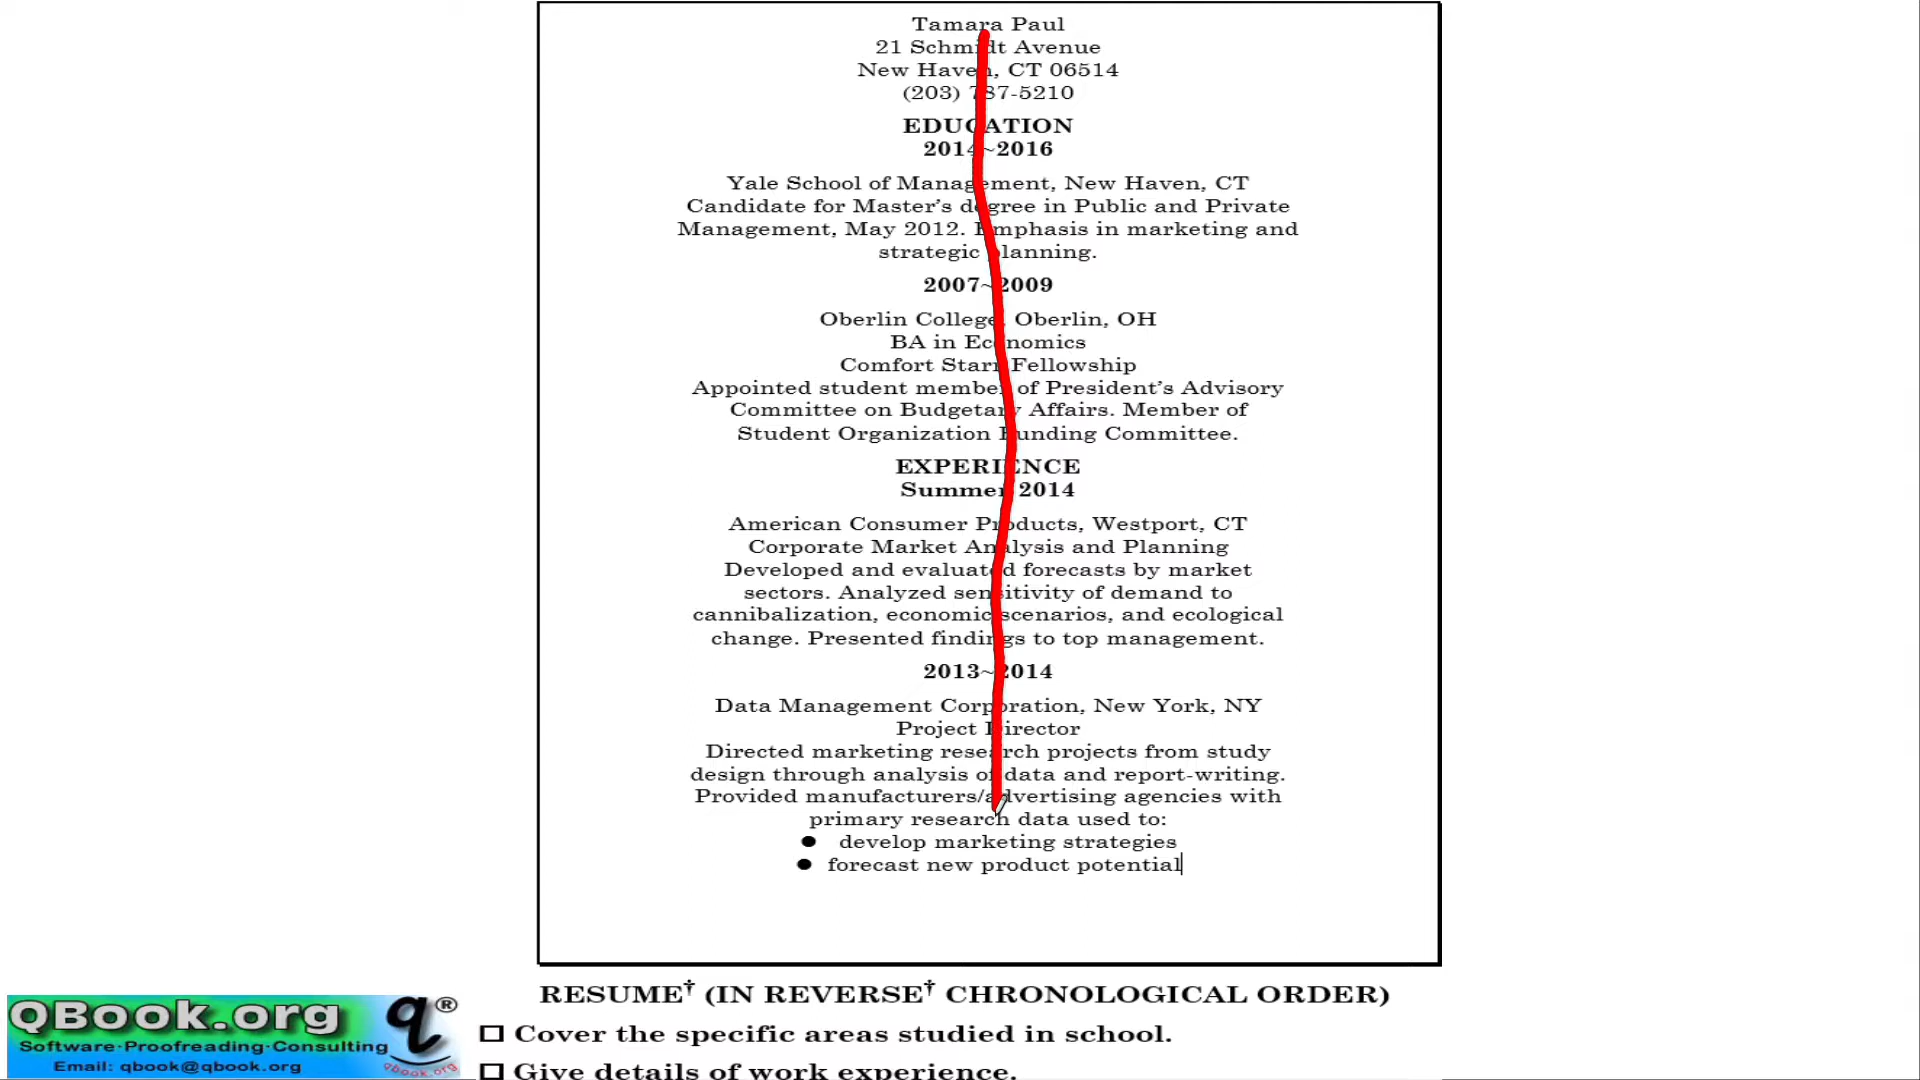 Tamara Paul
21 Schmidt Avenue
New Haven, CT 06514
(203) 787-5210
EDUCATION
2014~2016
Yale School of Management, New Haven, CT
Candidate for Master's degree in Public and Private
Management, May 2012. Emphasis in marketing and
strategic planning.
2007~2009
Oberlin College, Oberlin, OH
BA in Economics
Comfort Starr Fellowship
Appointed student member of President's Advisory
Committee on Budgetary Affairs. Member of
Student Organization Funding Committee.
EXPERIENCE
Summer 2014
American Consumer Products, Westport, CT
Corporate Market Analysis and Planning
Developed and evaluated forecasts by market
sectors. Analyzed sensitivity of demand to
cannibalization, economic scenarios, and ecological
change. Presented findings to top management.
2013~2014
Data Management Corporation, New York, NY
Project Director
Directed marketing research projects from study
design through analysis of data and report-writing.
Provided manufacturers/advertising agencies with
primary research data used to:
● develop marketing strategies
● forecast new product potential
RESUME† (IN REVERSE† CHRONOLOGICAL ORDER)
☐ Cover the specific areas studied in school.
☐ Give details of work experience.
QBook.org
Software·Proofreading·Consulting
Email: qbook@qbook.org
q®
qbook.org